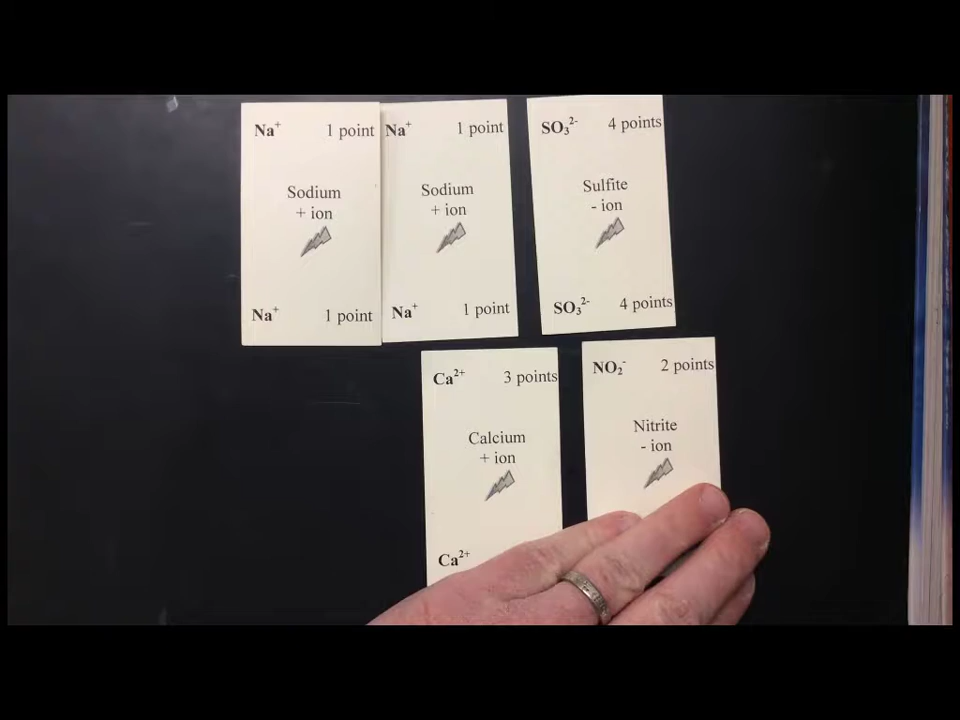 Na⁺ 1 point
Sodium
+ ion
Na⁺ 1 point
Na⁺ 1 point
Sodium
+ ion
Na⁺ 1 point
SO₃²⁻ 4 points
Sulfite
- ion
SO₃²⁻ 4 points
Ca²⁺ 3 points
Calcium
+ ion
Ca²⁺
NO₂⁻ 2 points
Nitrite
- ion